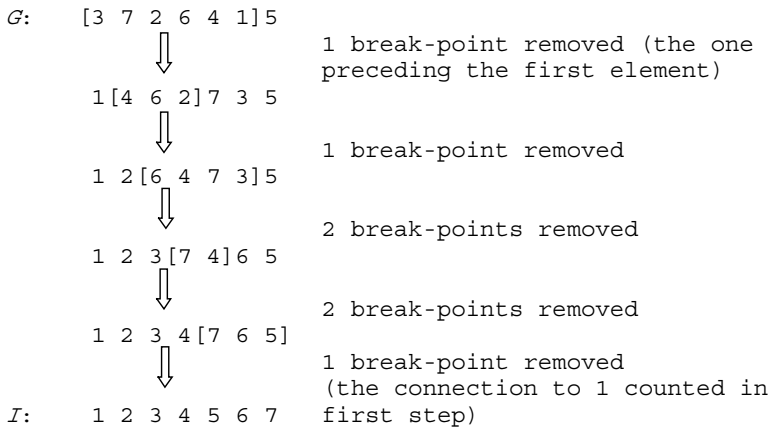 G: [3 7 2 6 4 1]5
1 break-point removed (the one
preceding the first element)
1[4 6 2]7 3 5
1 break-point removed
1 2[6 4 7 3]5
2 break-points removed
1 2 3[7 4]6 5
2 break-points removed
1 2 3 4[7 6 5]
1 break-point removed
(the connection to 1 counted in
I: 1 2 3 4 5 6 7 first step)